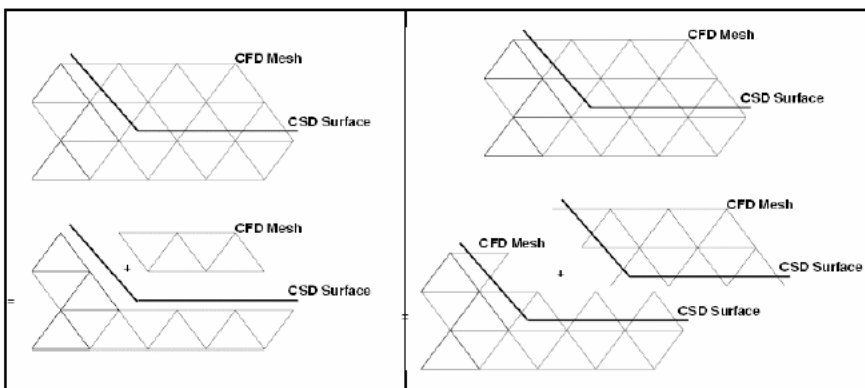 CFD Mesh
CSD Surface
CFD Mesh
+
CSD Surface
=
CFD Mesh
CSD Surface
CFD Mesh
CFD Mesh
+
CSD Surface
CSD Surface
=